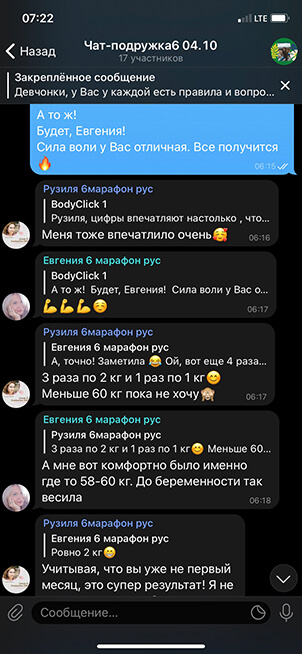 07:22
LTE
Назад
Чат-подружка6 04.10
17 участников
Закреплённое сообщение
Девчонки, у Вас у каждой есть правила и вопро...
А то ж!
Будет, Евгения!
Сила воли у Вас отличная. Все получится
🔥
06:15
Рузиля 6марафон рус
BodyClick 1
Рузиля, цифры впечатляют настолько , что...
Меня тоже впечатлило очень🥰
06:16
Евгения 6 марафон рус
BodyClick 1
А то ж! Будет, Евгения! Сила воли у Вас о...
💪💪💪☺️
06:17
Рузиля 6марафон рус
Евгения 6 марафон рус
А, точно! Заметила 😂 Ой, вот еще 4 раза...
3 раза по 2 кг и 1 раз по 1 кг😊
Меньше 60 кг пока не хочу🙈
06:17
Евгения 6 марафон рус
Рузиля 6марафон рус
3 раза по 2 кг и 1 раз по 1 кг😊 Меньше 60...
А мне вот комфортно было именно
где то 58-60 кг. До беременности так
весила
06:18
Рузиля 6марафон рус
Евгения 6 марафон рус
Ровно 2 кг😁
Учитывая, что вы уже не первый
месяц, это супер результат! Я не
Сообщение...